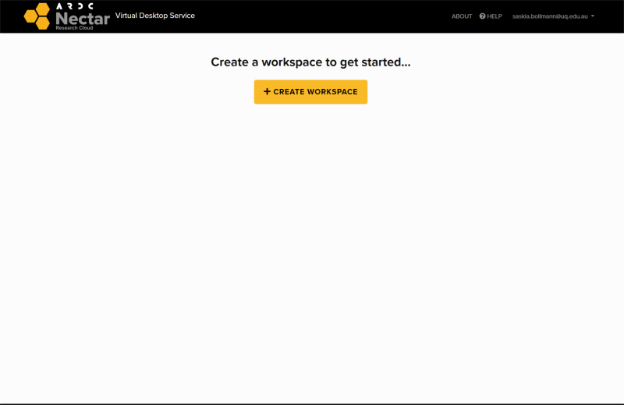 ARDC
Nectar
Research Cloud
Virtual Desktop Service
ABOUT
HELP
saskia.bollmann@uq.edu.au
Create a workspace to get started...
+ CREATE WORKSPACE